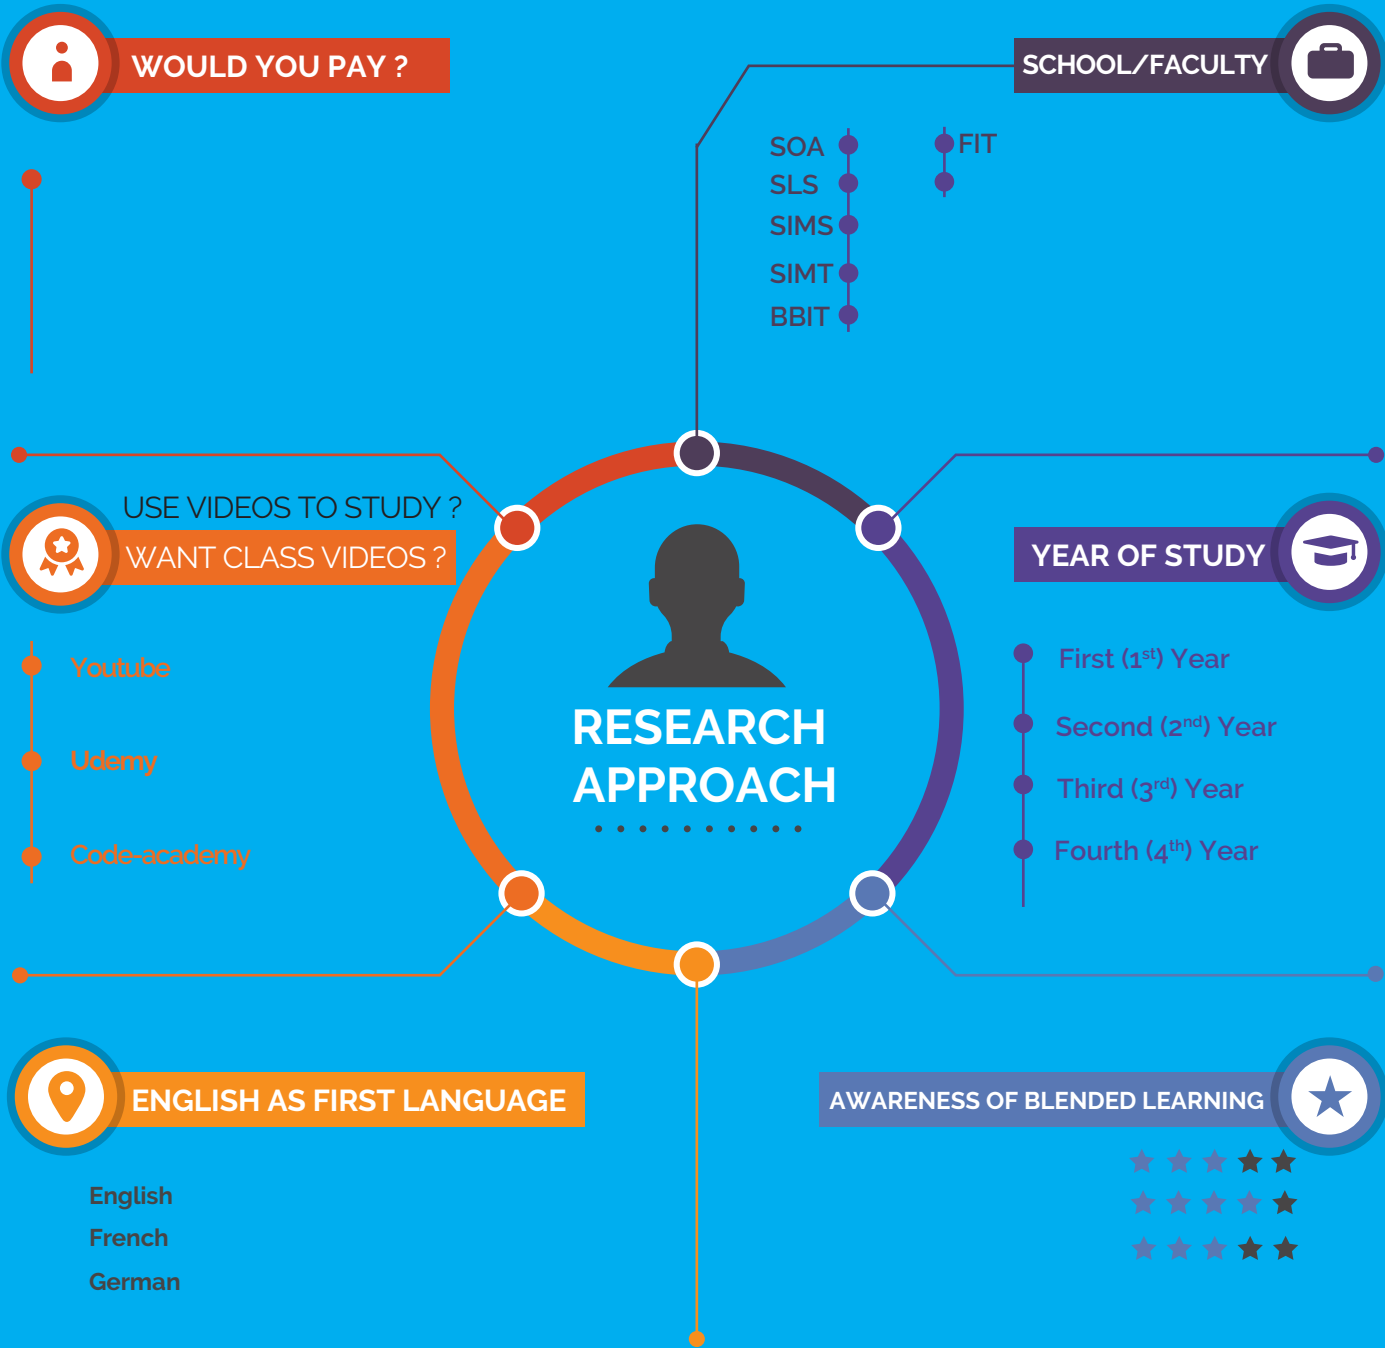 WOULD YOU PAY ?
SCHOOL/FACULTY
SOA
SLS
SIMS
SIMT
BBIT
FIT
USE VIDEOS TO STUDY ?
WANT CLASS VIDEOS ?
Youtube
Udemy
Code-academy
RESEARCH
APPROACH
YEAR OF STUDY
First (1st) Year
Second (2nd) Year
Third (3rd) Year
Fourth (4th) Year
ENGLISH AS FIRST LANGUAGE
English
French
German
AWARENESS OF BLENDED LEARNING